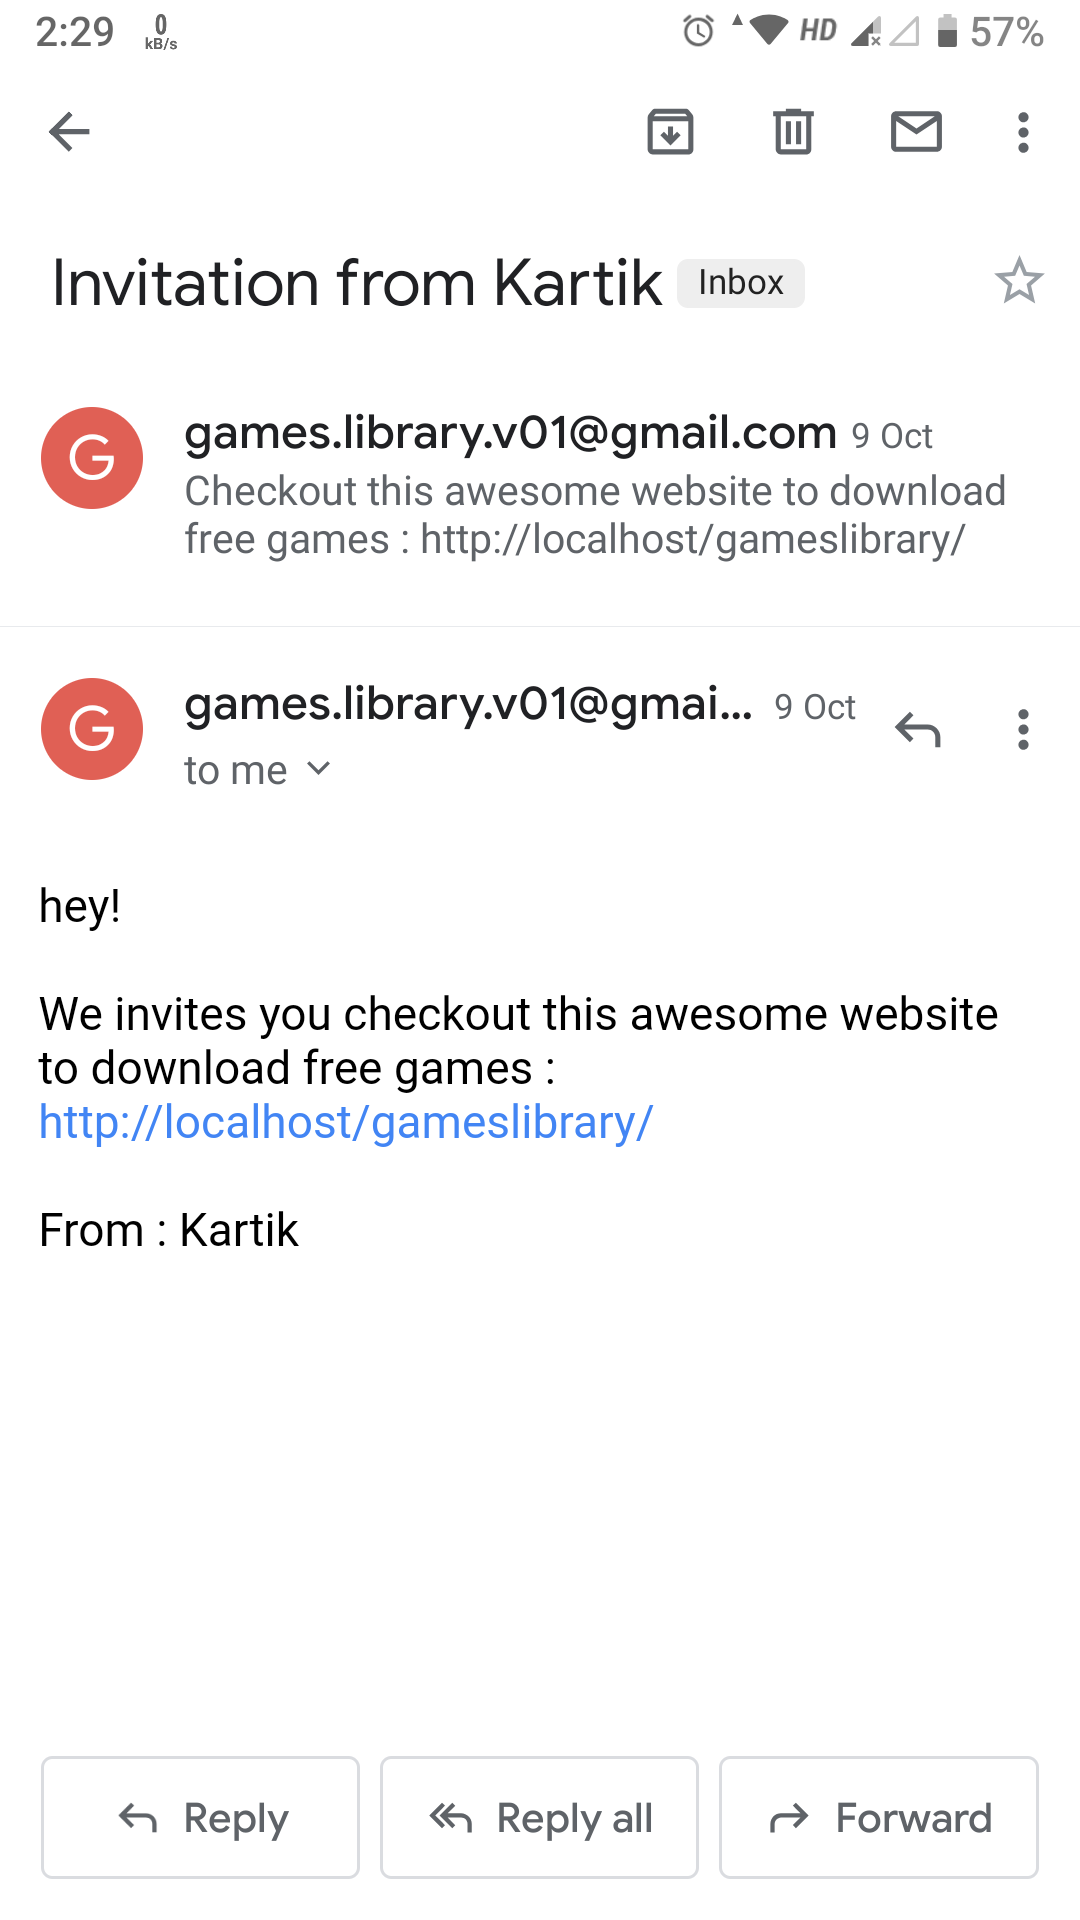 2:29 0 kB/s HD 57%
Invitation from Kartik Inbox
G games.library.v01@gmail.com 9 Oct
Checkout this awesome website to download
free games : http://localhost/gameslibrary/
G games.library.v01@gmai... 9 Oct
to me
hey!
We invites you checkout this awesome website
to download free games :
http://localhost/gameslibrary/
From : Kartik
Reply Reply all Forward